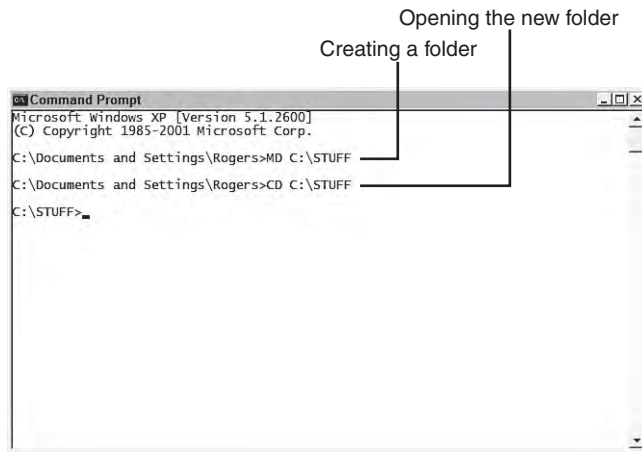 Opening the new folder
Creating a folder
Command Prompt
Microsoft Windows XP [Version 5.1.2600]
(C) Copyright 1985-2001 Microsoft Corp.
C:\Documents and Settings\Rogers>MD C:\STUFF
C:\Documents and Settings\Rogers>CD C:\STUFF
C:\STUFF>_